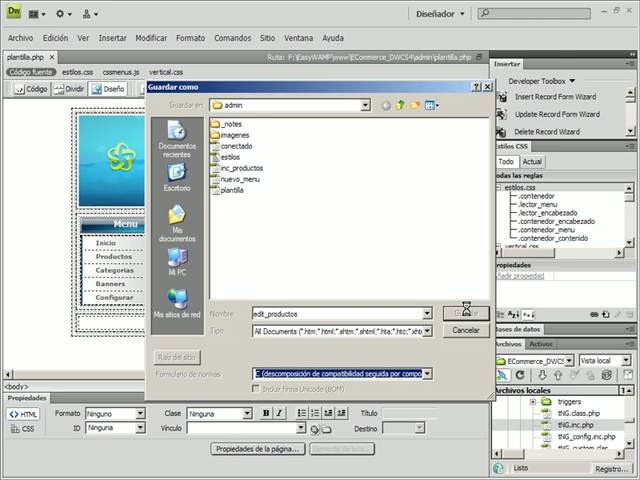 Dw
Diseñador
Archivo Edición Ver Insertar Modificar Formato Comandos Sitio Ventana Ayuda
plantilla.php
Ruta: F:\EasyWAMP\www\ECommerce_DWCS4\admin\plantilla.php
Código fuente estilos.css cssmenus.js vertical.css
Código Dividir Diseño
Guardar como
Guardar en: admin
Documentos recientes
Escritorio
Mis documentos
Mi PC
Mis sitios de red
_notes
imagenes
conectado
estilos
inc_productos
nuevo_menu
plantilla
Nombre: edit_productos
Guardar
Tipo: All Documents (*.htm;*.html;*.shtm;*.shtml;*.hta;*.htc;*.xht
Cancelar
Raíz del sitio
Formulario de normas: C (descomposición de compatibilidad seguida por compo
Incluir firma Unicode (BOM)
Menu
Inicio
Productos
Categorias
Banners
Configurar
<body>
Propiedades
HTML
CSS
Formato Ninguno
Clase Ninguno
B I
Título
ID Ninguno
Vínculo
Destino
Propiedades de la página...
Insertar
Developer Toolbox
Insert Record Form Wizard
Update Record Form Wizard
Delete Record Wizard
Estilos CSS
Todo Actual
Todas las reglas
estilos.css
.contenedor
.lector_menu
.lector_encabezado
.contenedor_encabezado
.contenedor_menu
.contenedor_contenido
vertical.css
Propiedades
Añadir propiedad
Bases de datos
Archivos Activos
ECommerce_DWCS4 Vista local
Archivos locales
triggers
tNG.class.php
tNG.inc.php
tNG_config.inc.php
tNG_custom.clas
Listo
Registro...